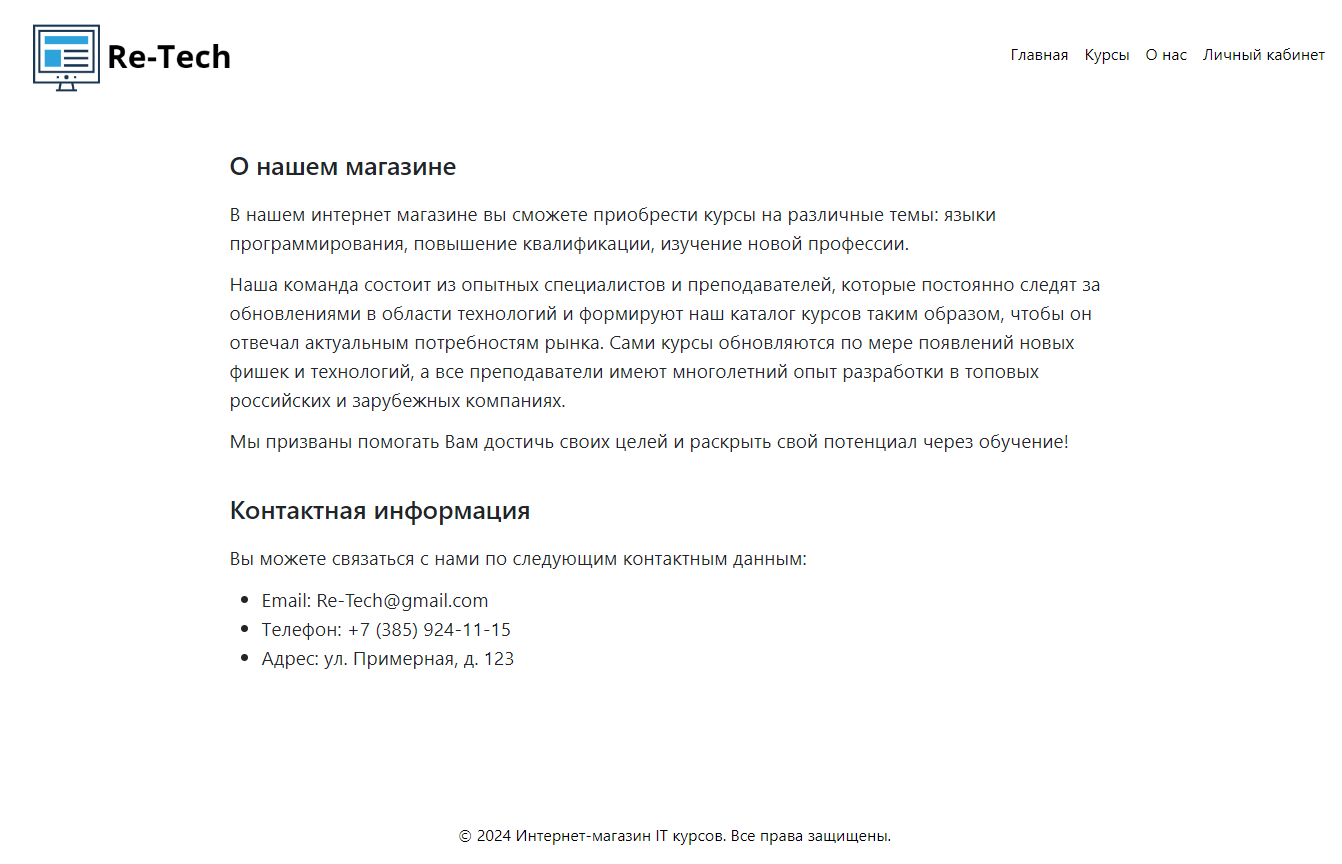 Re-Tech
Главная Курсы О нас Личный кабинет
О нашем магазине
В нашем интернет магазине вы сможете приобрести курсы на различные темы: языки
программирования, повышение квалификации, изучение новой профессии.
Наша команда состоит из опытных специалистов и преподавателей, которые постоянно следят за
обновлениями в области технологий и формируют наш каталог курсов таким образом, чтобы он
отвечал актуальным потребностям рынка. Сами курсы обновляются по мере появлений новых
фишек и технологий, а все преподаватели имеют многолетний опыт разработки в топовых
российских и зарубежных компаниях.
Мы призваны помогать Вам достичь своих целей и раскрыть свой потенциал через обучение!
Контактная информация
Вы можете связаться с нами по следующим контактным данным:
• Email: Re-Tech@gmail.com
• Телефон: +7 (385) 924-11-15
• Адрес: ул. Примерная, д. 123
© 2024 Интернет-магазин IT курсов. Все права защищены.